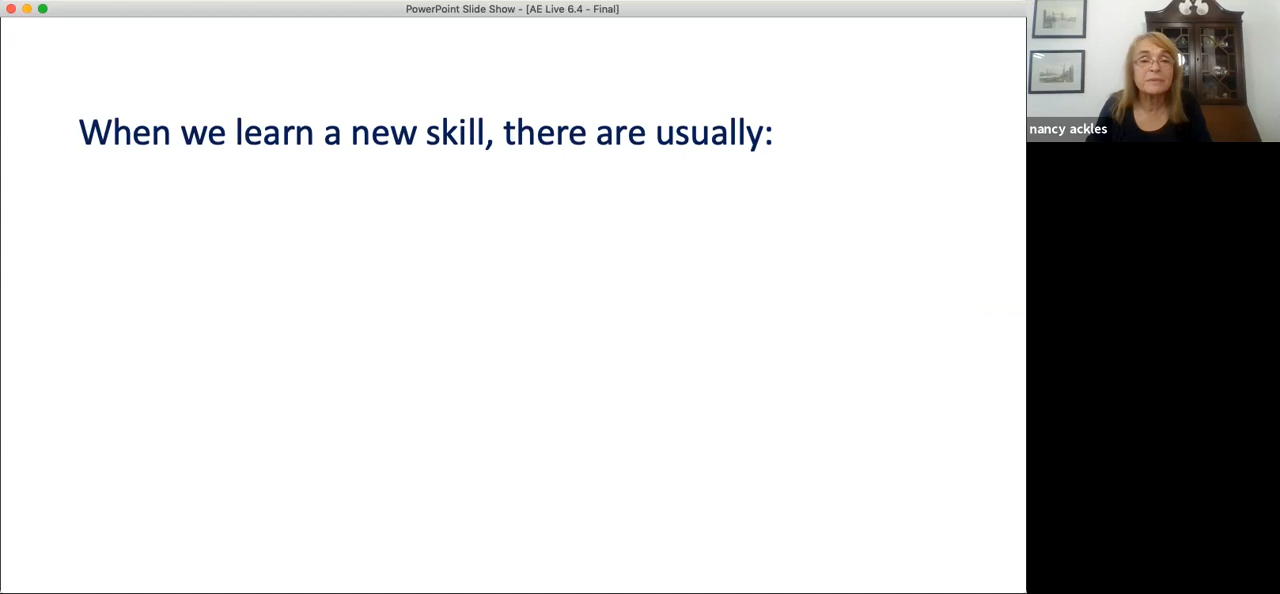 PowerPoint Slide Show - [AE Live 6.4 - Final]
When we learn a new skill, there are usually:
nancy ackles